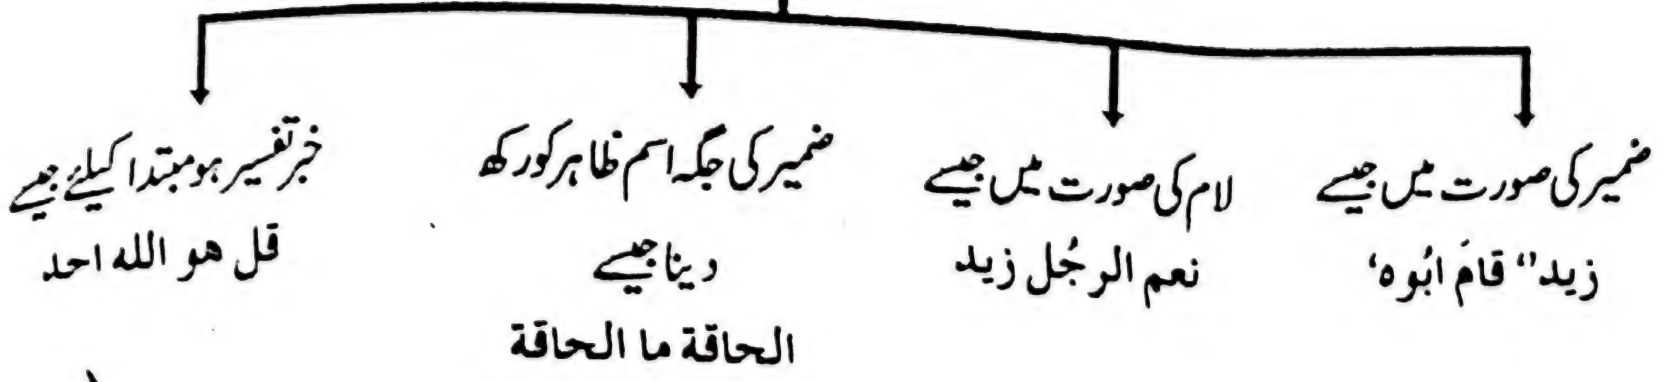 ضمیر کی صورت میں جیسے
زید" قامَ ابُوہ'
لام کی صورت میں جیسے
نعم الرجُل زید
ضمیر کی جگہ اسم ظاہر کو رکھ
دینا جیسے
الحاقة ما الحاقة
خبر تفسیر ہو مبتدا کیلئے جیسے
قل هو الله احد